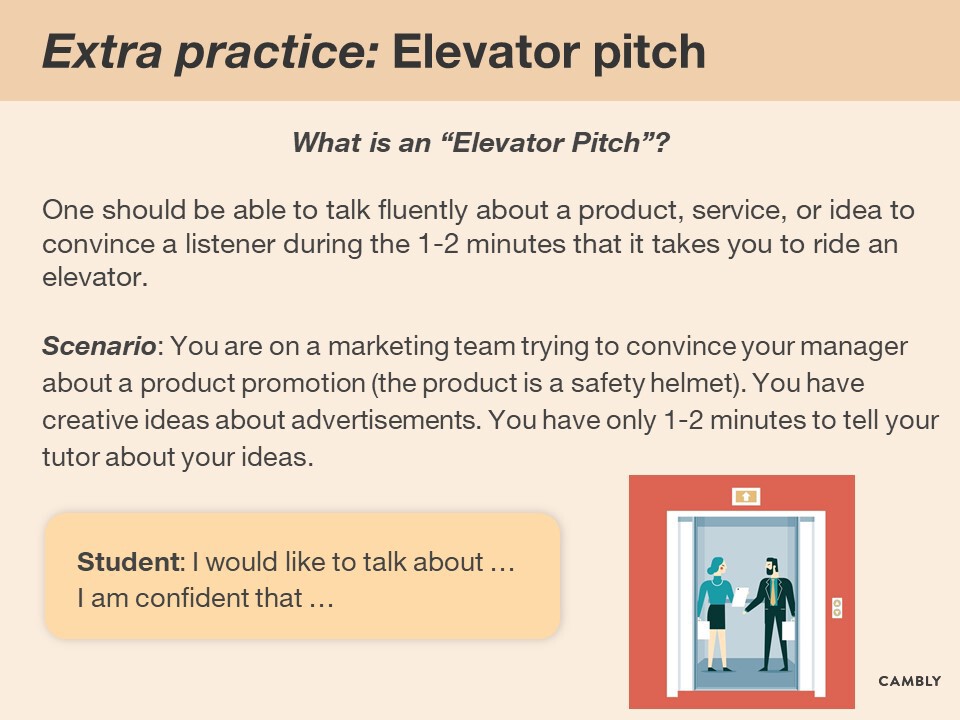 Extra practice: Elevator pitch
What is an “Elevator Pitch”?
One should be able to talk fluently about a product, service, or idea to
convince a listener during the 1-2 minutes that it takes you to ride an
elevator.
Scenario: You are on a marketing team trying to convince your manager
about a product promotion (the product is a safety helmet). You have
creative ideas about advertisements. You have only 1-2 minutes to tell your
tutor about your ideas.
Student: I would like to talk about …
I am confident that …
CAMBLY